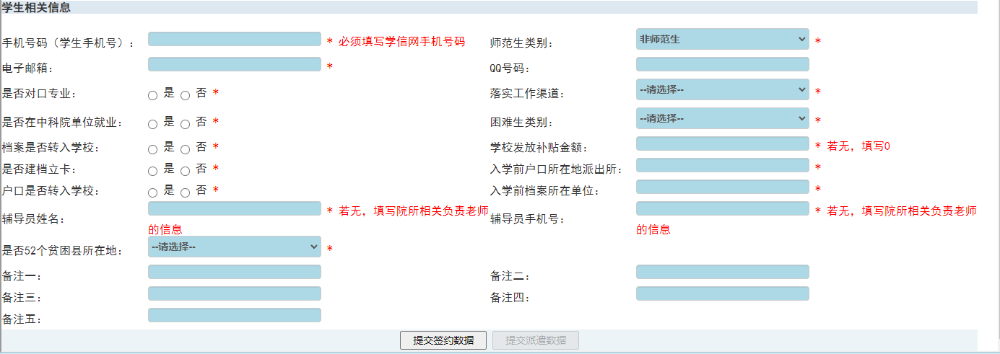 学生相关信息
手机号码（学生手机号）： * 必须填写学信网手机号码 师范生类别： 非师范生 *
电子邮箱： * QQ号码：
是否对口专业： 是 否 * 落实工作渠道： --请选择-- *
是否在中科院单位就业： 是 否 * 困难生类别： --请选择-- *
档案是否转入学校： 是 否 * 学校发放补贴金额： * 若无，填写0
是否建档立卡： 是 否 * 入学前户口所在地派出所： *
户口是否转入学校： 是 否 * 入学前档案所在单位： *
辅导员姓名： * 若无，填写院所相关负责老师 辅导员手机号： * 若无，填写院所相关负责老师
的信息 的信息
是否52个贫困县所在地： --请选择-- *
备注一： 备注二：
备注三： 备注四：
备注五：
提交签约数据 提交派遣数据